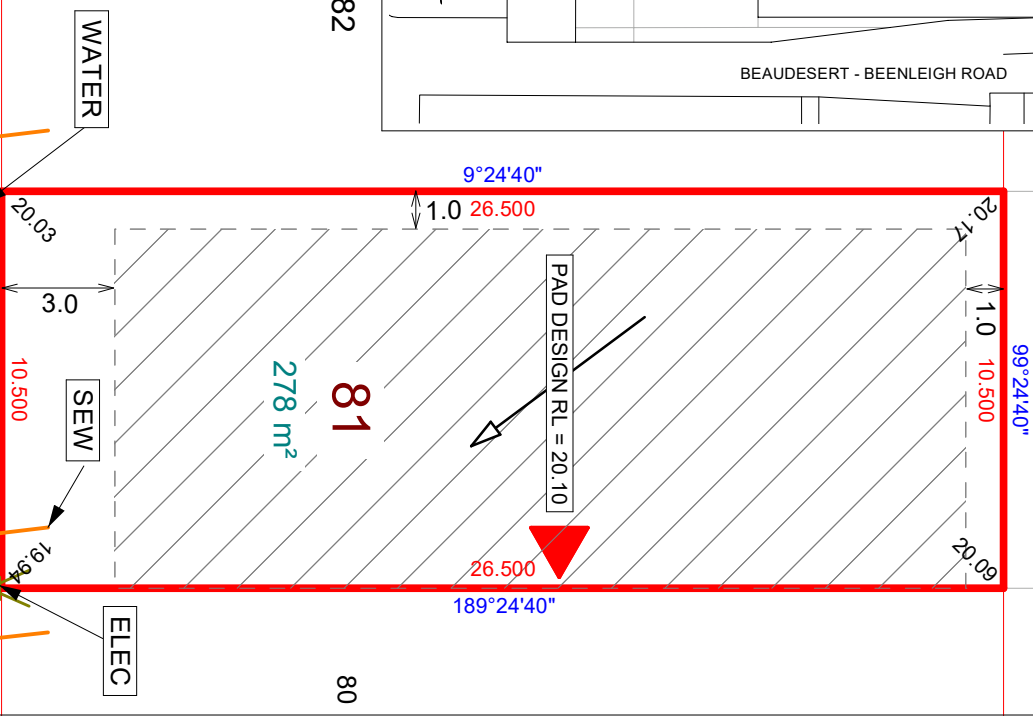 82
BEAUDESERT - BEENLEIGH ROAD
WATER
9°24'40"
26.500
1.0
20.03
20.17
3.0
1.0
99°24'40"
10.500
PAD DESIGN RL = 20.10
81
278 m²
10.500
SEW
19.94
20.09
26.500
189°24'40"
ELEC
80